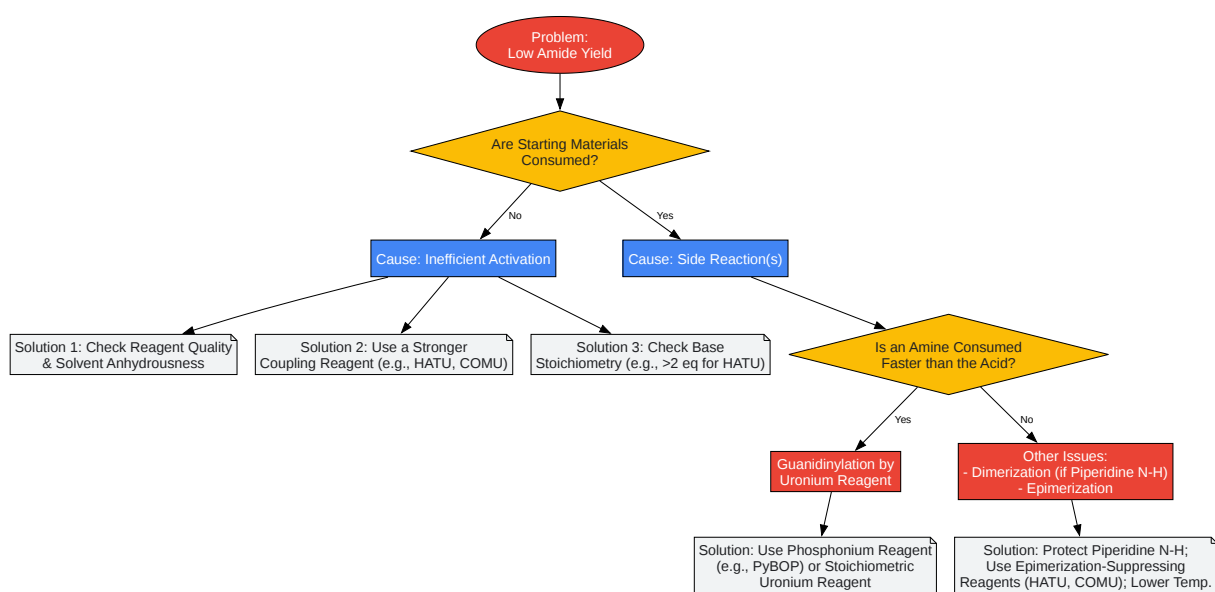 Problem:
Low Amide Yield
Are Starting Materials
Consumed?
No
Yes
Cause: Inefficient Activation
Cause: Side Reaction(s)
Solution 1: Check Reagent Quality
& Solvent Anhydrousness
Solution 2: Use a Stronger
Coupling Reagent (e.g., HATU, COMU)
Solution 3: Check Base
Stoichiometry (e.g., >2 eq for HATU)
Is an Amine Consumed
Faster than the Acid?
Yes
No
Guanidinylation by
Uronium Reagent
Other Issues:
- Dimerization (if Piperidine N-H)
- Epimerization
Solution: Use Phosphonium Reagent
(e.g., PyBOP) or Stoichiometric
Uronium Reagent
Solution: Protect Piperidine N-H;
Use Epimerization-Suppressing
Reagents (HATU, COMU); Lower Temp.